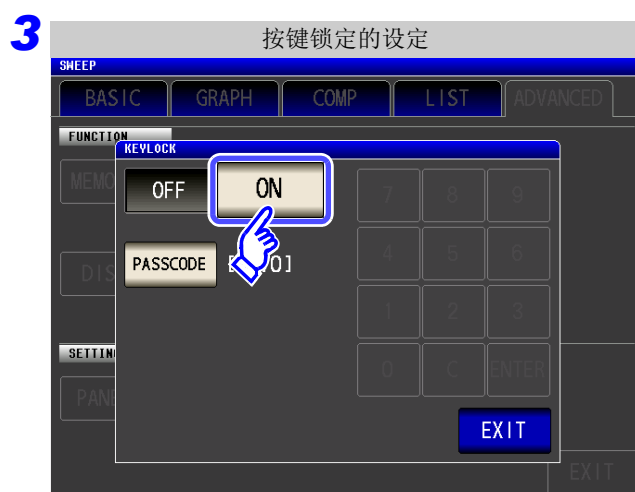 3
按键锁定的设定
SWEEP
BASIC GRAPH COMP LIST ADVANCED
FUNCTION
KEYLOCK
OFF ON 7 8 9
PASSCODE 4 5 6
1 2 3
SETTIN
0 C ENTER
EXIT
EXIT